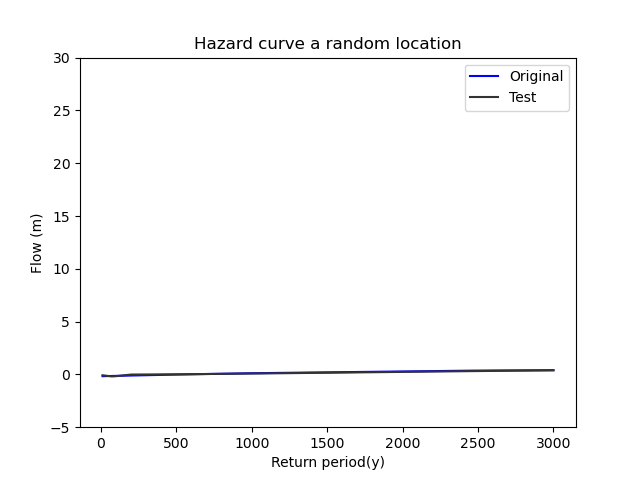 Hazard curve a random location
Original
Test
30
25
20
15
10
5
0
−5
Flow (m)
0 500 1000 1500 2000 2500 3000
Return period(y)